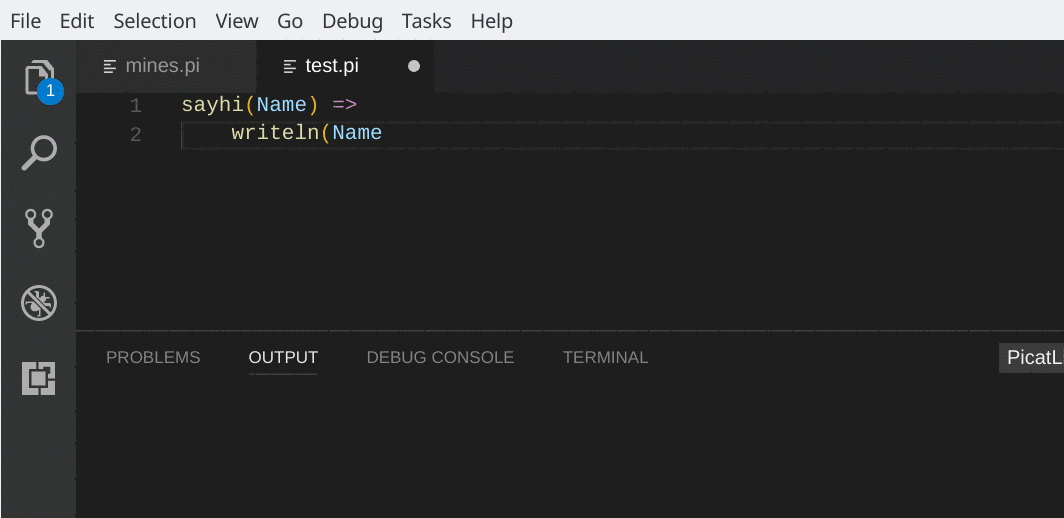 File Edit Selection View Go Debug Tasks Help
mines.pi test.pi
1
1 sayhi(Name) =>
2 writeln(Name
PROBLEMS OUTPUT DEBUG CONSOLE TERMINAL PicatL